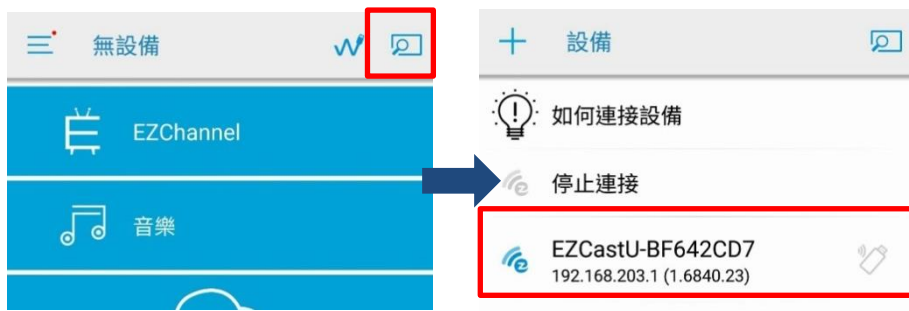 無設備
EZChannel
音樂
設備
如何連接設備
停止連接
EZCastU-BF642CD7
192.168.203.1 (1.6840.23)